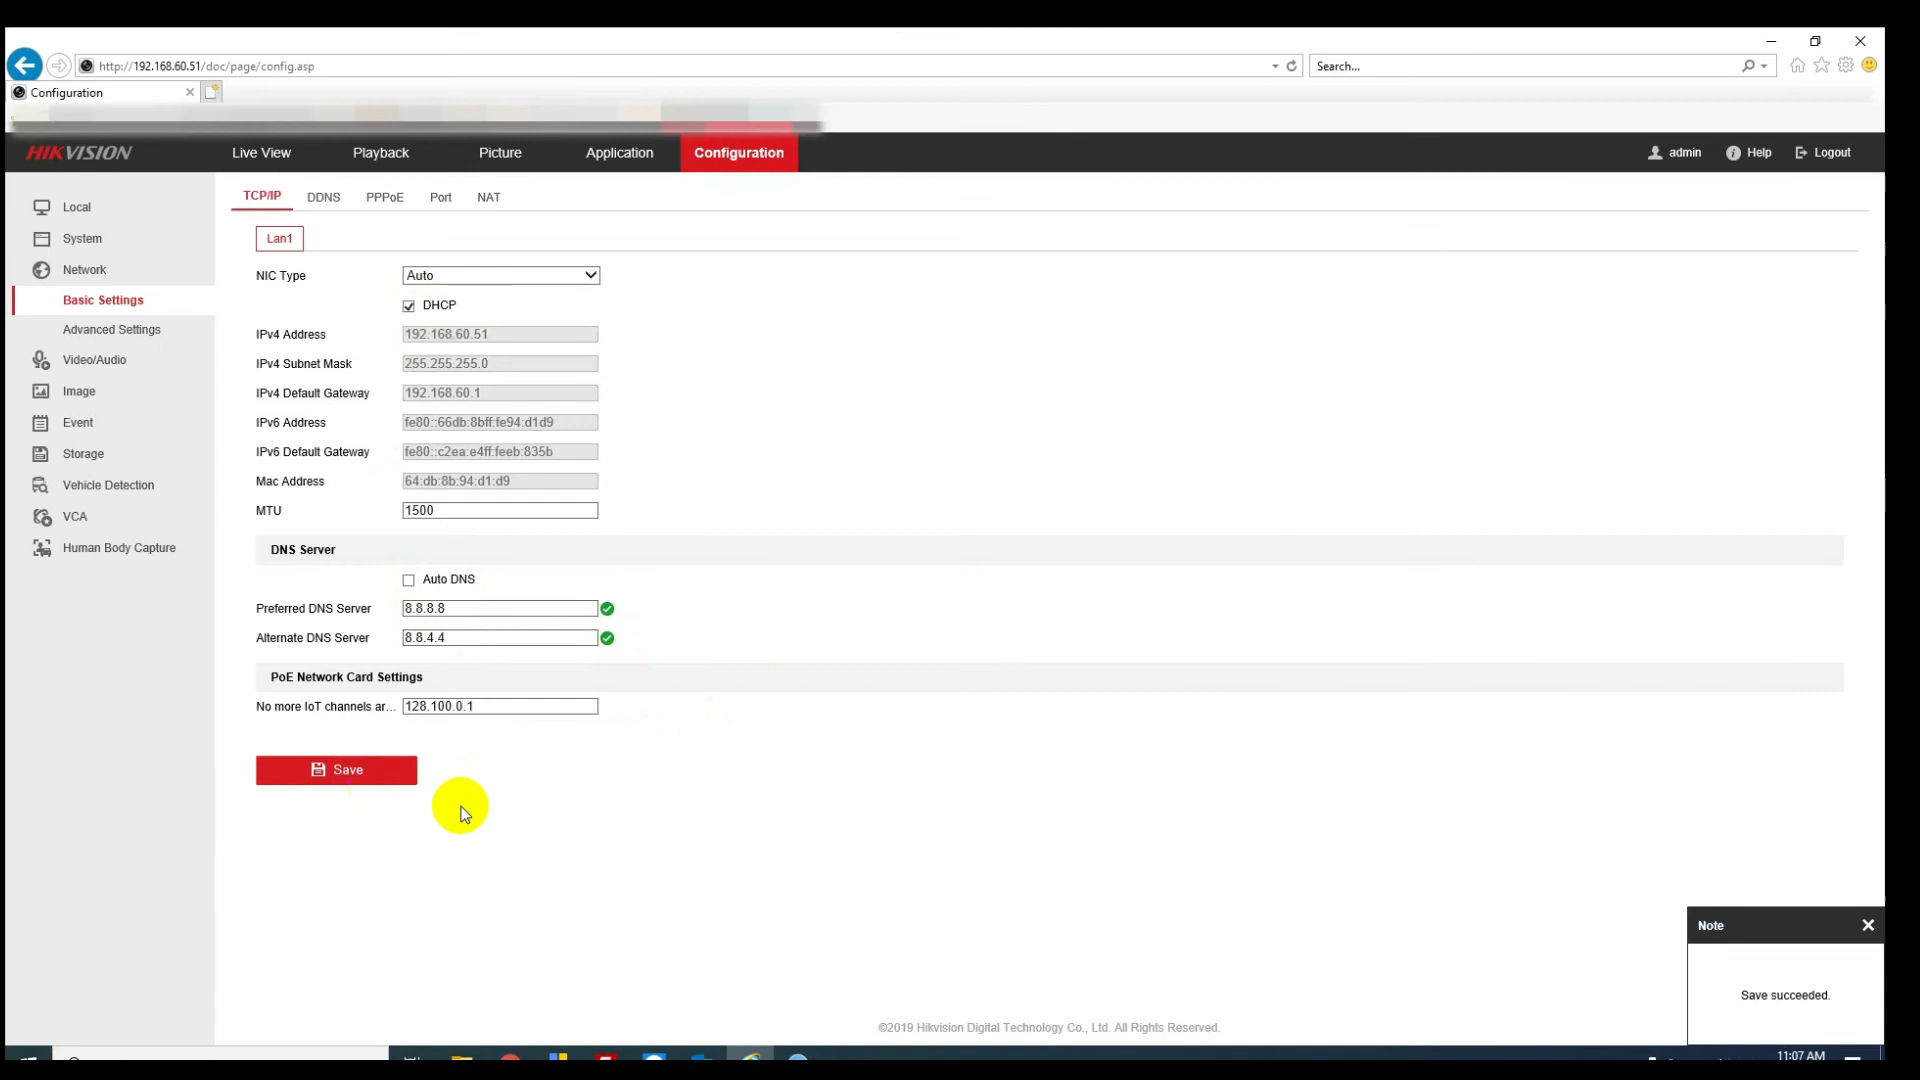 http://192.168.60.51/doc/page/config.asp
Search...
Configuration
HIKVISION
Live View
Playback
Picture
Application
Configuration
admin
Help
Logout
Local
System
Network
Basic Settings
Advanced Settings
Video/Audio
Image
Event
Storage
Vehicle Detection
VCA
Human Body Capture
TCP/IP
DDNS
PPPoE
Port
NAT
Lan1
NIC Type Auto
DHCP
IPv4 Address 192.168.60.51
IPv4 Subnet Mask 255.255.255.0
IPv4 Default Gateway 192.168.60.1
IPv6 Address fe80::66db:8bff:fe94:d1d9
IPv6 Default Gateway fe80::c2ea:e4ff:feeb:835b
Mac Address 64:db:8b:94:d1:d9
MTU 1500
DNS Server
Auto DNS
Preferred DNS Server 8.8.8.8
Alternate DNS Server 8.8.4.4
PoE Network Card Settings
No more IoT channels ar... 128.100.0.1
Save
Note
Save succeeded.
©2019 Hikvision Digital Technology Co., Ltd. All Rights Reserved.
11:07 AM